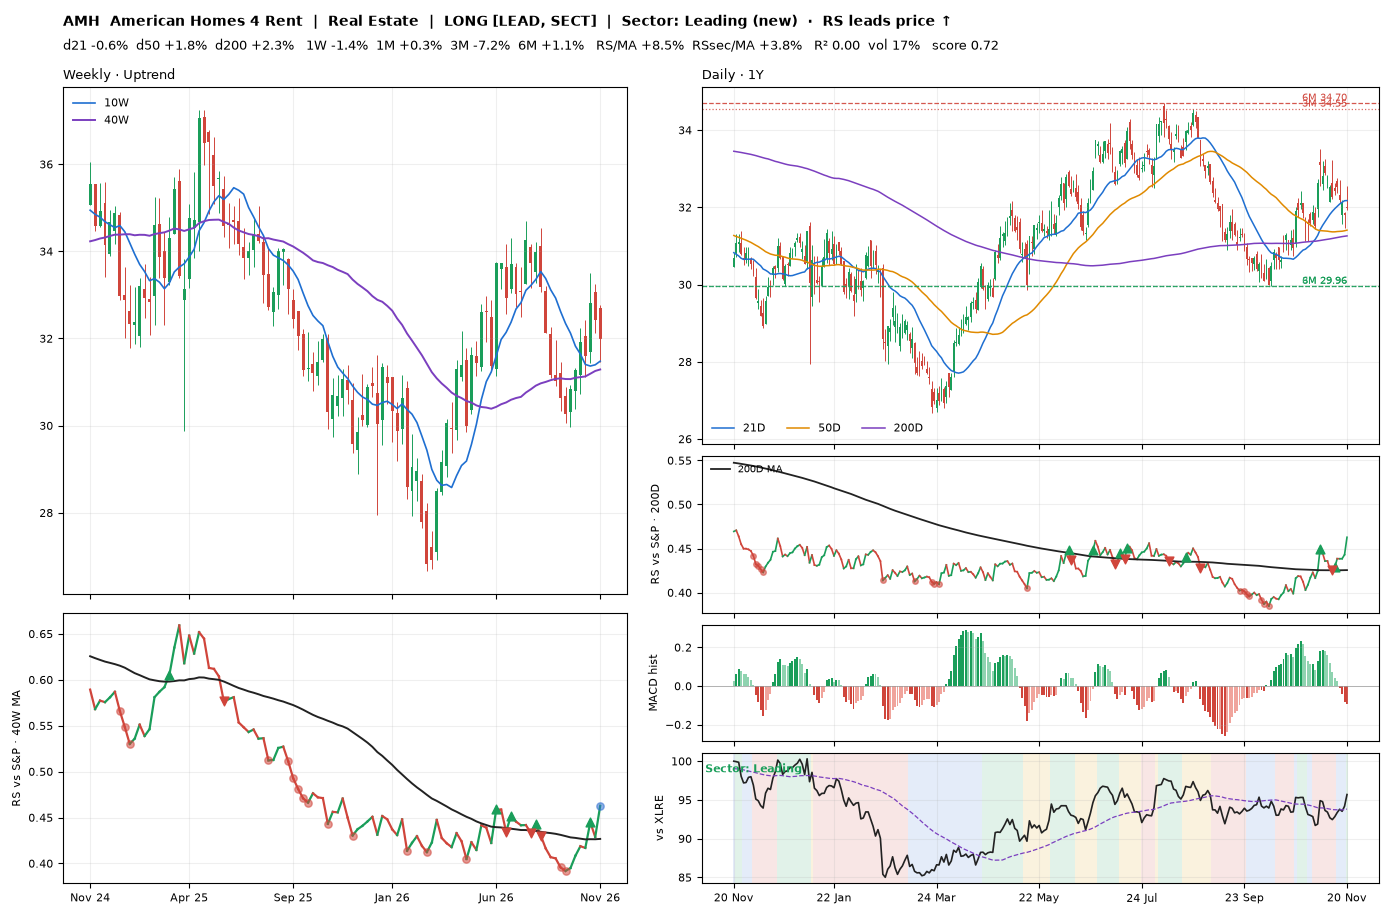 AMH  American Homes 4 Rent  |  Real Estate  |  LONG [LEAD, SECT]  |  Sector: Leading (new)  ·  RS leads price ↑
d21 -0.6%  d50 +1.8%  d200 +2.3%   1W -1.4%  1M +0.3%  3M -7.2%  6M +1.1%   RS/MA +8.5%  RSsec/MA +3.8%   R² 0.00  vol 17%   score 0.72
Weekly · Uptrend
10W
40W
36
34
32
30
28
Daily · 1Y
6M 34.70
3M 34.55
34
32
30
28
26
6M 29.96
21D
50D
200D
RS vs S&P · 200D
0.55
0.50
0.45
0.40
200D MA
MACD hist
0.2
0.0
−0.2
vs XLRE
100
95
90
85
Sector: Leading
20 Nov
22 Jan
24 Mar
22 May
24 Jul
23 Sep
20 Nov
RS vs S&P · 40W MA
0.65
0.60
0.55
0.50
0.45
0.40
Nov 24
Apr 25
Sep 25
Jan 26
Jun 26
Nov 26